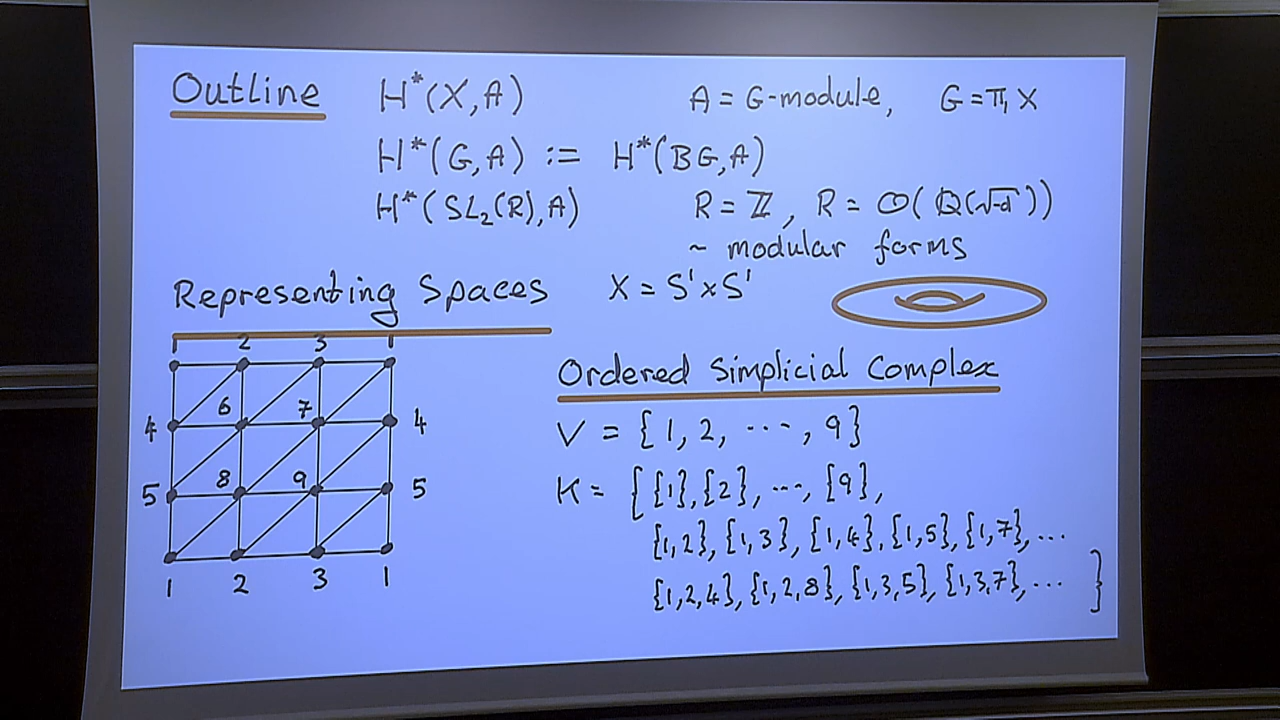 Outline H*(X,A) A = G-module, G = π₁X
H*(G,A) := H*(BG,A)
H*(SL₂(R),A) R = ℤ, R = O(ℚ(√-d))
~ modular forms
Representing Spaces X = S¹×S¹
1 2 3 1
Ordered Simplicial Complex
6 7
4 4
V = {1, 2, ⋯, 9}
8 9
5 5
K = {{1},{2}, ⋯, {9},
{1,2}, {1,3}, {1,4}, {1,5}, {1,7}, ⋯
1 2 3 1
{1,2,4}, {1,2,8}, {1,3,5}, {1,3,7}, ⋯ }